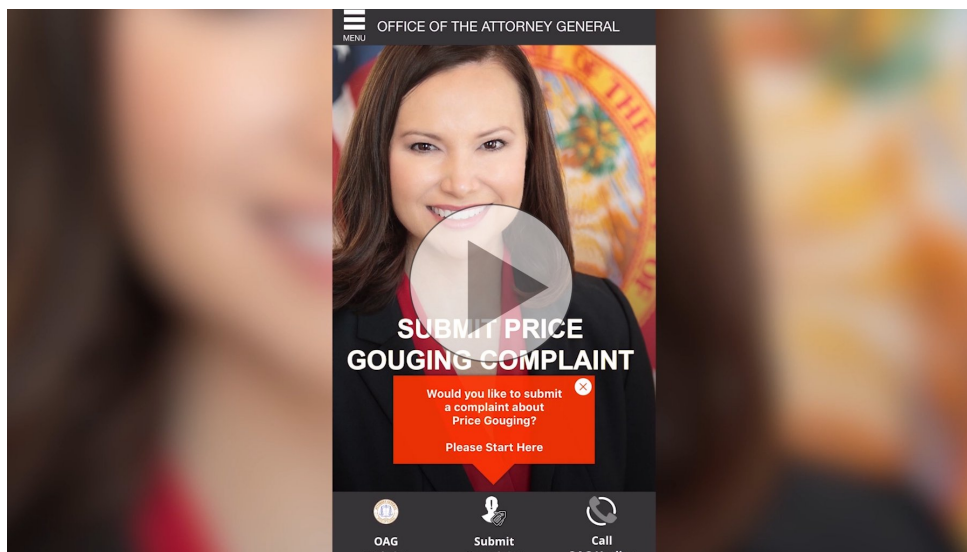 OFFICE OF THE ATTORNEY GENERAL
MENU
SUBMIT PRICE
GOUGING COMPLAINT
Would you like to submit
a complaint about
Price Gouging?
Please Start Here
OAG
Submit
Call